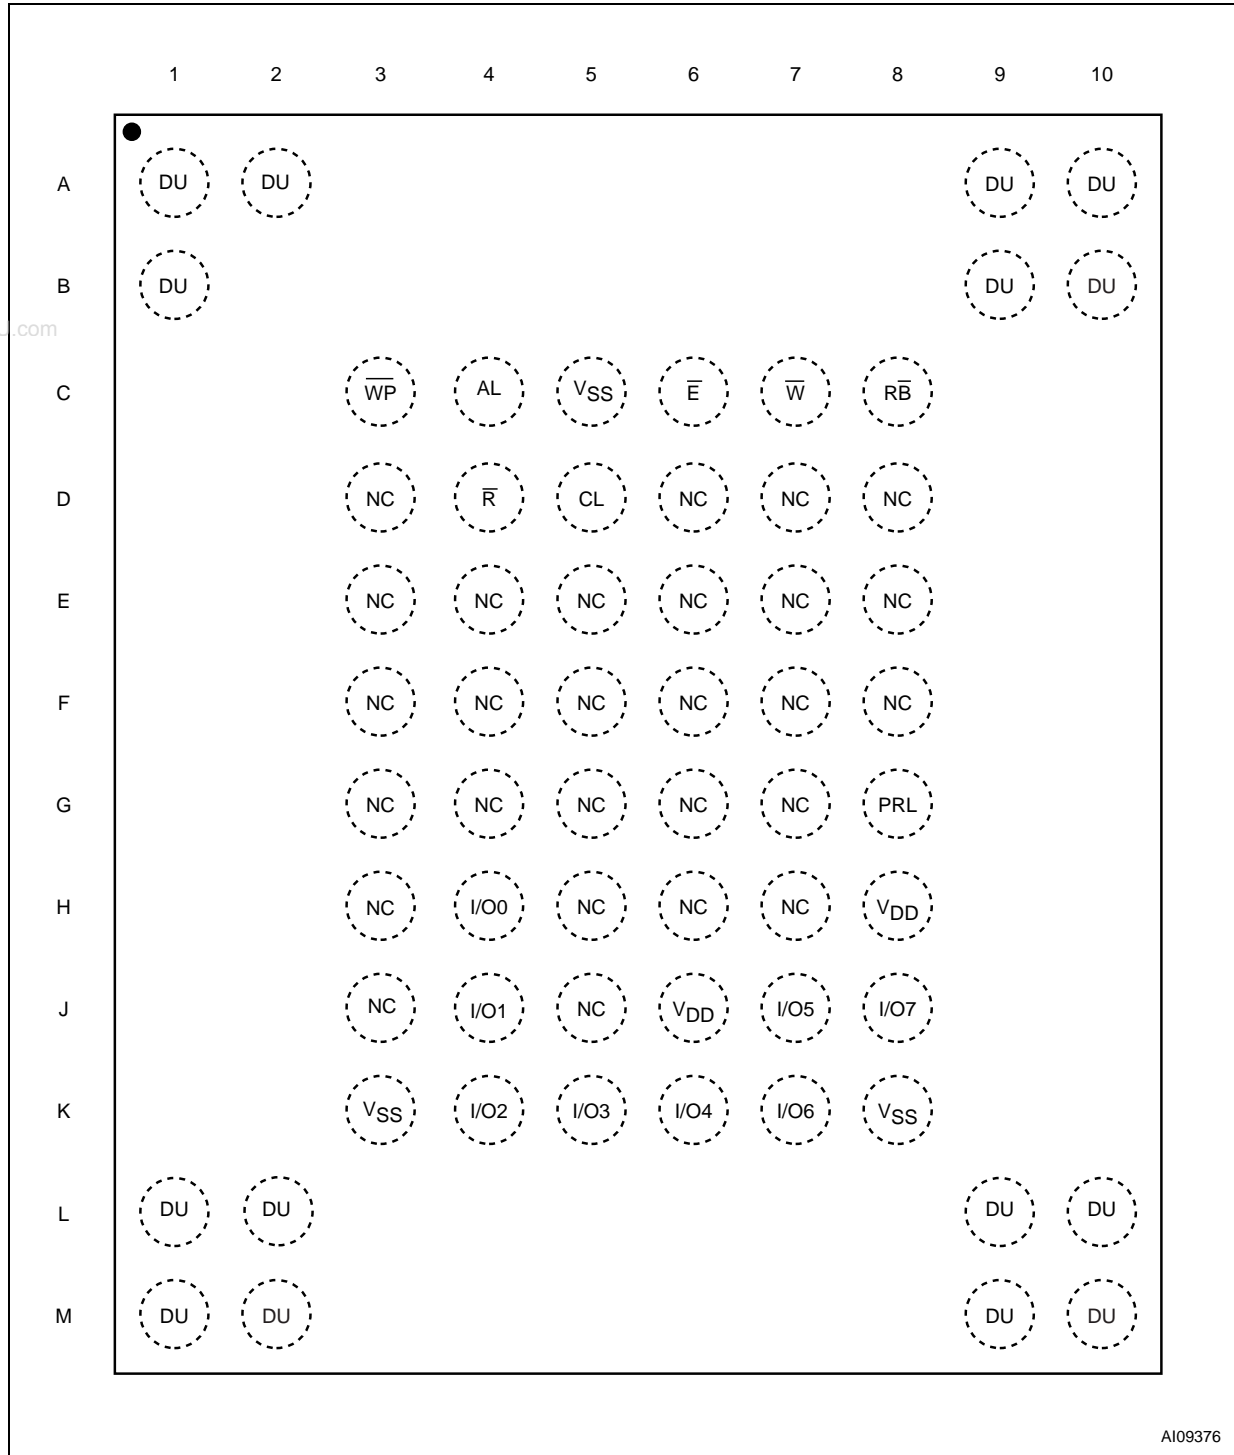 1 2 3 4 5 6 7 8 9 10
A DU DU DU DU
B DU DU DU
.com
C W̅P̅ AL VSS E̅ W̅ RB̅
D NC R̅ CL NC NC NC
E NC NC NC NC NC NC
F NC NC NC NC NC NC
G NC NC NC NC NC PRL
H NC I/O0 NC NC NC VDD
J NC I/O1 NC VDD I/O5 I/O7
K VSS I/O2 I/O3 I/O4 I/O6 VSS
L DU DU DU DU
M DU DU DU DU
AI09376